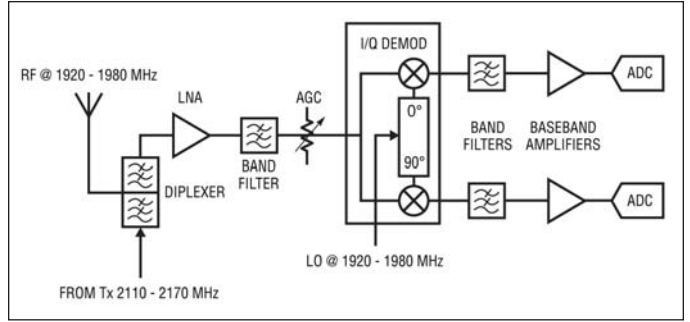 I/Q DEMOD
RF @ 1920 - 1980 MHz
LNA
AGC
ADC
0°
BAND
FILTER
BAND
FILTERS
BASEBAND
AMPLIFIERS
DIPLEXER
90°
ADC
LO @ 1920 - 1980 MHz
FROM Tx 2110 - 2170 MHz